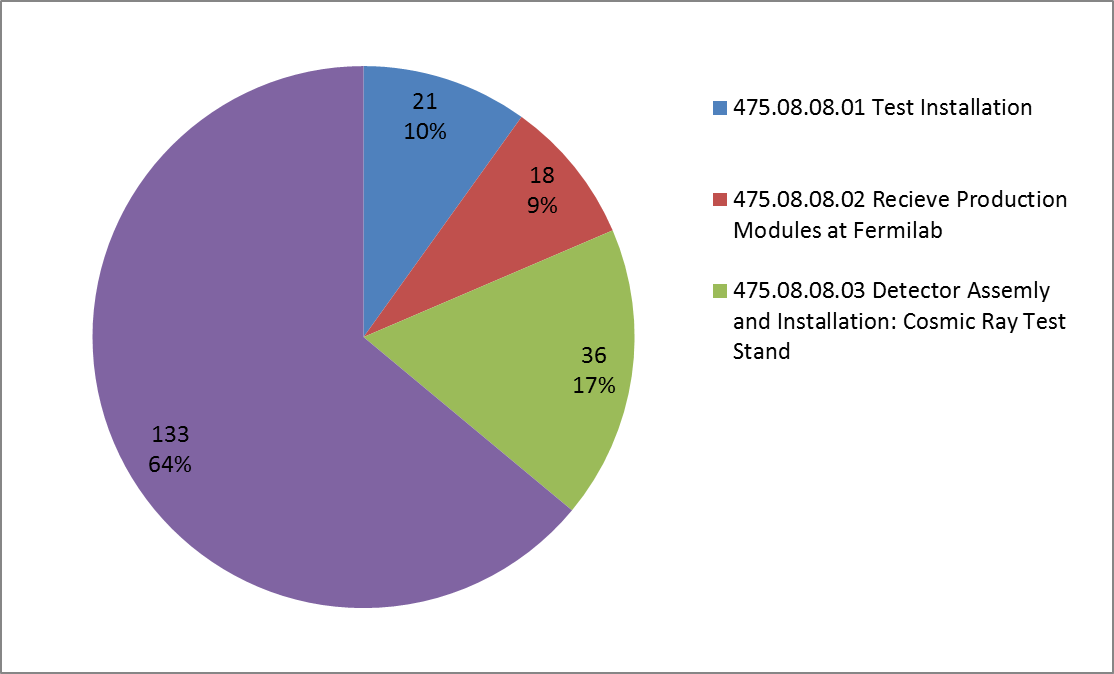 21
10%
18
9%
36
17%
133
64%
475.08.08.01 Test Installation
475.08.08.02 Recieve Production
Modules at Fermilab
475.08.08.03 Detector Assemly
and Installation: Cosmic Ray Test
Stand